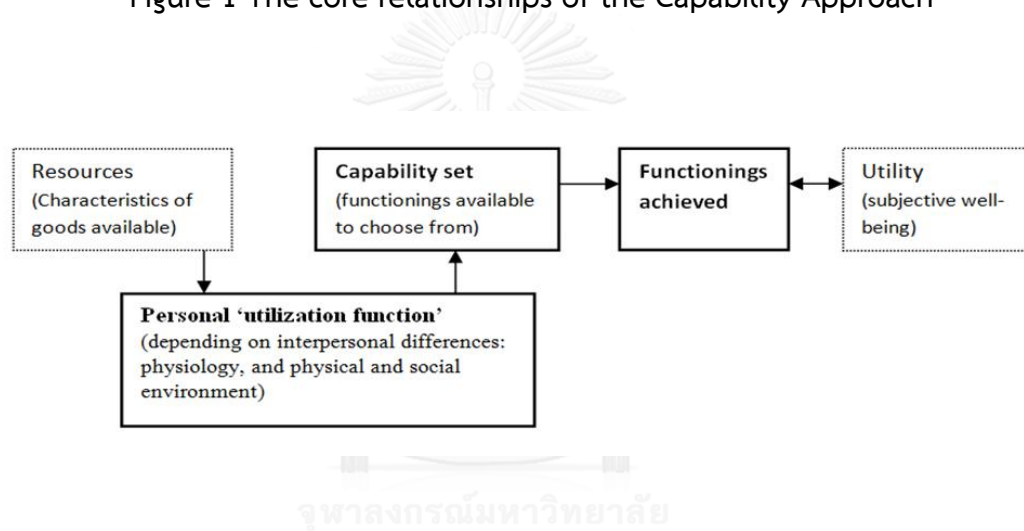 Figure 1 The core relationships of the Capability Approach
Resources
(Characteristics of
goods available)
Capability set
(functionings available
to choose from)
Functionings
achieved
Utility
(subjective well-
being)
Personal ‘utilization function’
(depending on interpersonal differences:
physiology, and physical and social
environment)
จุฬาลงกรณ์มหาวิทยาลัย